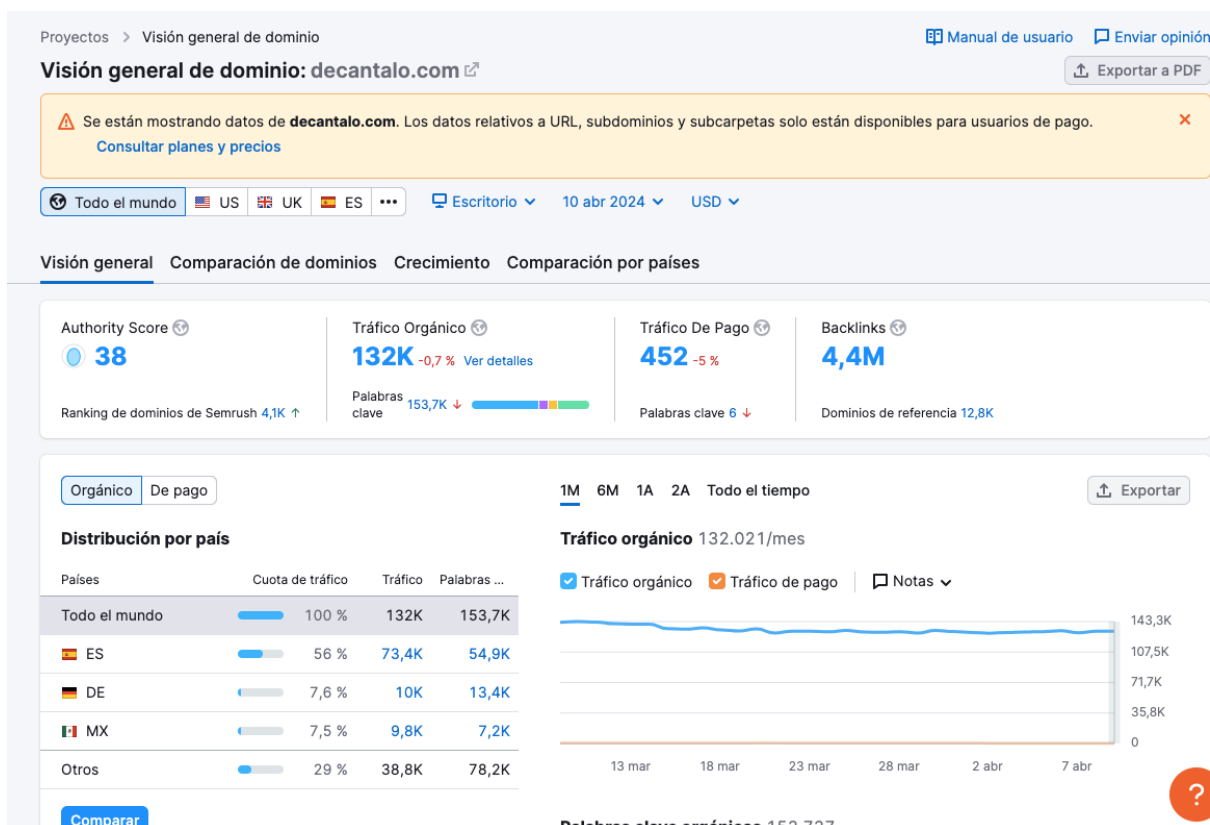 Proyectos > Visión general de dominio
Manual de usuario
Enviar opinión
Visión general de dominio: decantalo.com
Exportar a PDF
Se están mostrando datos de decantalo.com. Los datos relativos a URL, subdominios y subcarpetas solo están disponibles para usuarios de pago.
Consultar planes y precios
Todo el mundo US UK ES ••• Escritorio 10 abr 2024 USD
Visión general Comparación de dominios Crecimiento Comparación por países
Authority Score
38
Ranking de dominios de Semrush 4,1K ↑
Tráfico Orgánico
132K -0,7 % Ver detalles
Palabras clave 153,7K ↓
Tráfico De Pago
452 -5 %
Palabras clave 6 ↓
Backlinks
4,4M
Dominios de referencia 12,8K
Orgánico De pago
Distribución por país
Países Cuota de tráfico Tráfico Palabras ...
Todo el mundo 100 % 132K 153,7K
ES 56 % 73,4K 54,9K
DE 7,6 % 10K 13,4K
MX 7,5 % 9,8K 7,2K
Otros 29 % 38,8K 78,2K
Comparar
1M 6M 1A 2A Todo el tiempo
Exportar
Tráfico orgánico 132.021/mes
Tráfico orgánico Tráfico de pago Notas
143,3K
107,5K
71,7K
35,8K
0
13 mar 18 mar 23 mar 28 mar 2 abr 7 abr
?
Palabras clave orgánicos 153.727